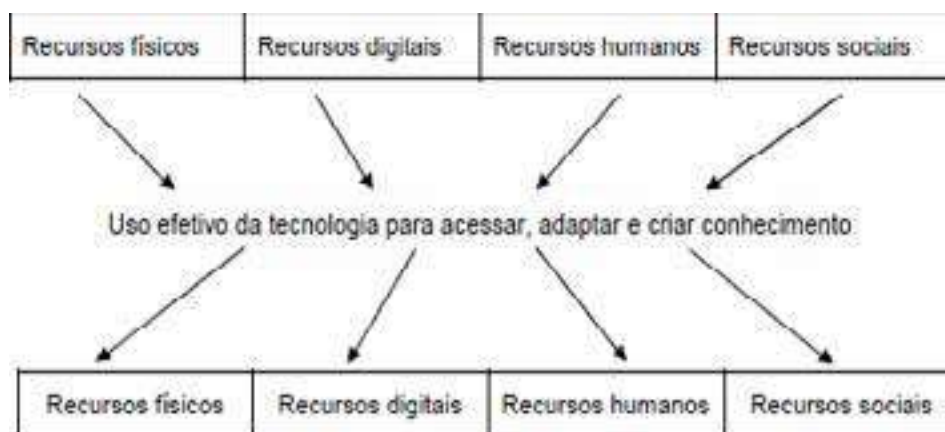 Recursos físicos Recursos digitais Recursos humanos Recursos sociais
Uso efetivo da tecnologia para acessar, adaptar e criar conhecimento
Recursos físicos Recursos digitais Recursos humanos Recursos sociais